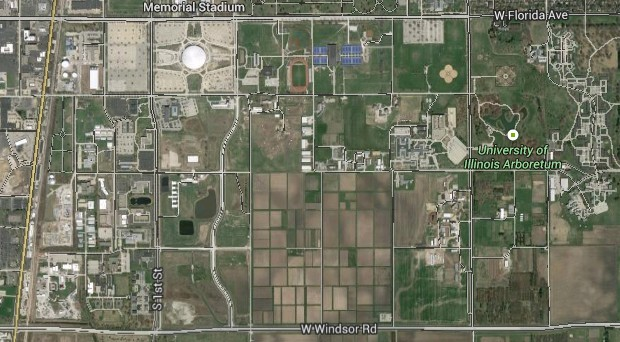 Memorial Stadium
W Florida Ave
University of
Illinois Arboretum
S 1st St
W Windsor Rd